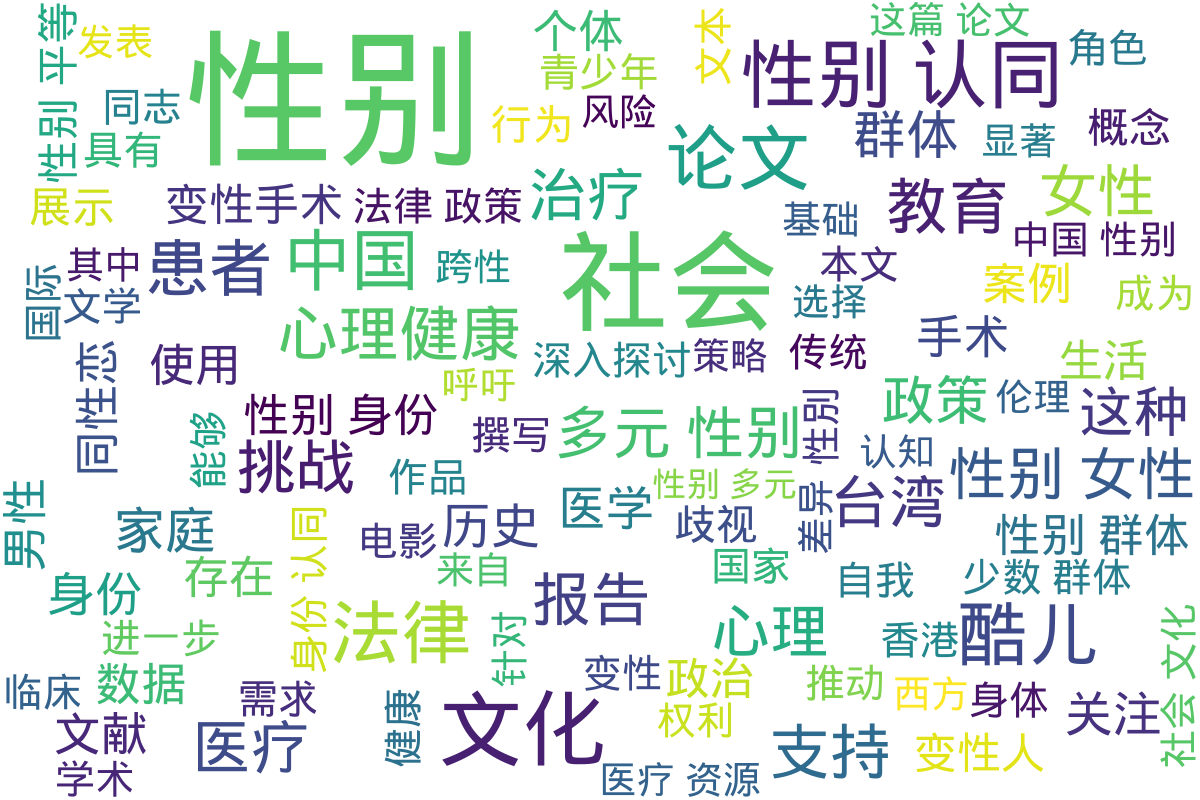 性别
社会
文化
性别 认同
论文
中国
法律
教育
患者
心理健康
治疗
女性
群体
个体
青少年
文本
这篇 论文
角色
发表
性别 平等
同志
具有
行为
风险
显著
概念
展示
变性手术
法律 政策
基础
中国 性别
其中
跨性
本文
案例
成为
国际
文学
选择
手术
同性恋
使用
深入探讨
策略
传统
生活
呼吁
政策
伦理
这种
性别 身份
撰写
多元 性别
性别
认知
能够
挑战
作品
性别 多元
差异
台湾
性别 女性
男性
家庭
身份 认同
电影
历史
医学
歧视
性别 群体
身份
存在
来自
国家
自我
少数 群体
报告
进一步
针对
心理
香港
酷儿
社会 文化
临床
数据
需求
变性
政治
推动
西方
身体
关注
文献
医疗
健康
权利
支持
变性人
学术
医疗 资源